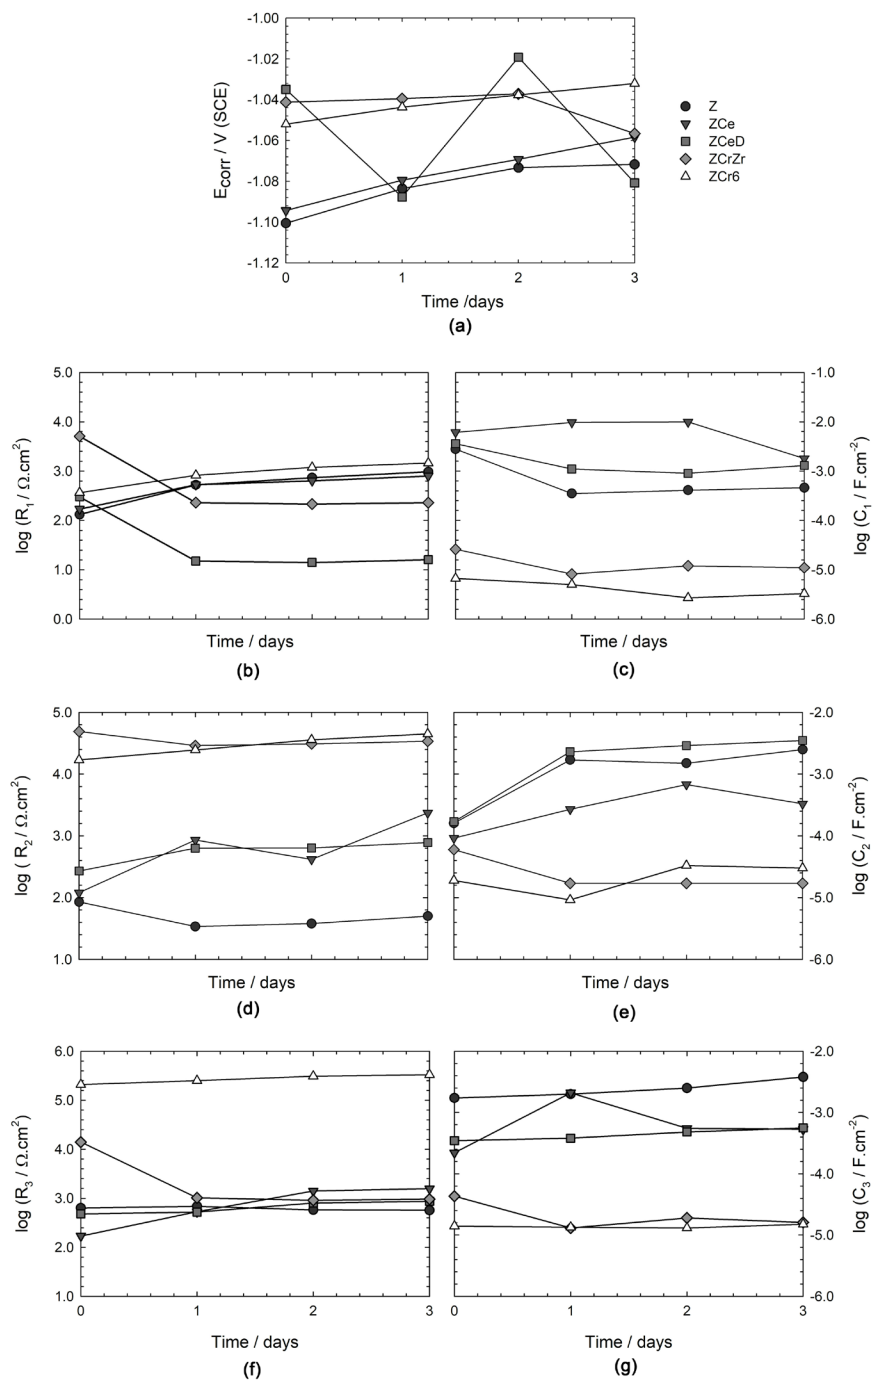 -1.00
-1.02
-1.04
-1.06
-1.08
-1.10
-1.12
Ecorr / V (SCE)
0 1 2 3
Time /days
Z
ZCe
ZCeD
ZCrZr
ZCr6
(a)
5.0
4.0
3.0
2.0
1.0
0.0
log (R1 / Ω.cm2)
Time / days
(b)
-1.0
-2.0
-3.0
-4.0
-5.0
-6.0
log (C1 / F.cm-2)
Time / days
(c)
5.0
4.0
3.0
2.0
1.0
log ( R2 / Ω.cm2)
Time / days
(d)
-2.0
-3.0
-4.0
-5.0
-6.0
log (C2 / F.cm-2)
Time / days
(e)
6.0
5.0
4.0
3.0
2.0
1.0
log (R3 / Ω.cm2)
0 1 2 3
Time / days
(f)
-2.0
-3.0
-4.0
-5.0
-6.0
log (C3 / F.cm-2)
0 1 2 3
Time / days
(g)